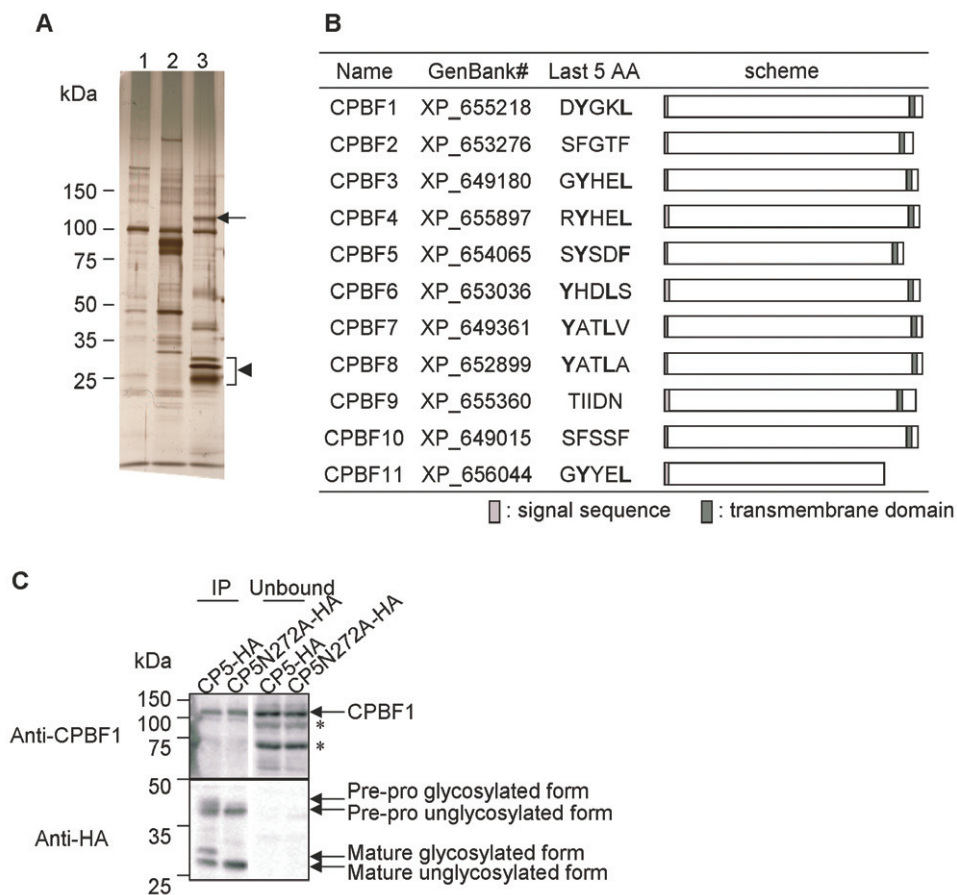 A
1 2 3
kDa
150
100
75
50
35
25
B
Name GenBank# Last 5 AA scheme
CPBF1 XP_655218 DYGKL
CPBF2 XP_653276 SFGTF
CPBF3 XP_649180 GYHEL
CPBF4 XP_655897 RYHEL
CPBF5 XP_654065 SYSDF
CPBF6 XP_653036 YHDLS
CPBF7 XP_649361 YATLV
CPBF8 XP_652899 YATLA
CPBF9 XP_655360 TIIDN
CPBF10 XP_649015 SFSSF
CPBF11 XP_656044 GYYEL
: signal sequence : transmembrane domain
C
IP Unbound
CP5-HA CP5N272A-HA CP5-HA CP5N272A-HA
kDa
150
100
75
50
35
25
Anti-CPBF1
Anti-HA
CPBF1
*
*
Pre-pro glycosylated form
Pre-pro unglycosylated form
Mature glycosylated form
Mature unglycosylated form